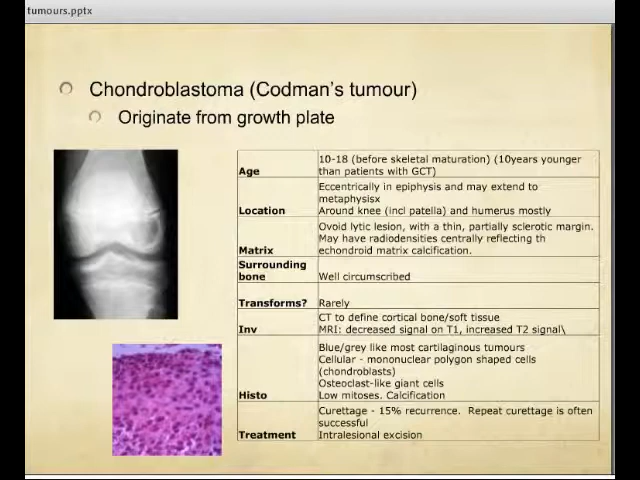 tumours.pptx
Chondroblastoma (Codman's tumour)
Originate from growth plate
Age
10-18 (before skeletal maturation) (10years younger
than patients with GCT)
Location
Eccentrically in epiphysis and may extend to
metaphysisx
Around knee (incl patella) and humerus mostly
Matrix
Ovoid lytic lesion, with a thin, partially sclerotic margin.
May have radiodensities centrally reflecting th
echondroid matrix calcification.
Surrounding
bone
Well circumscribed
Transforms?
Rarely
Inv
CT to define cortical bone/soft tissue
MRI: decreased signal on T1, increased T2 signal\
Histo
Blue/grey like most cartilaginous tumours
Cellular - mononuclear polygon shaped cells
(chondroblasts)
Osteoclast-like giant cells
Low mitoses. Calcification
Treatment
Curettage - 15% recurrence. Repeat curettage is often
successful
Intralesional excision